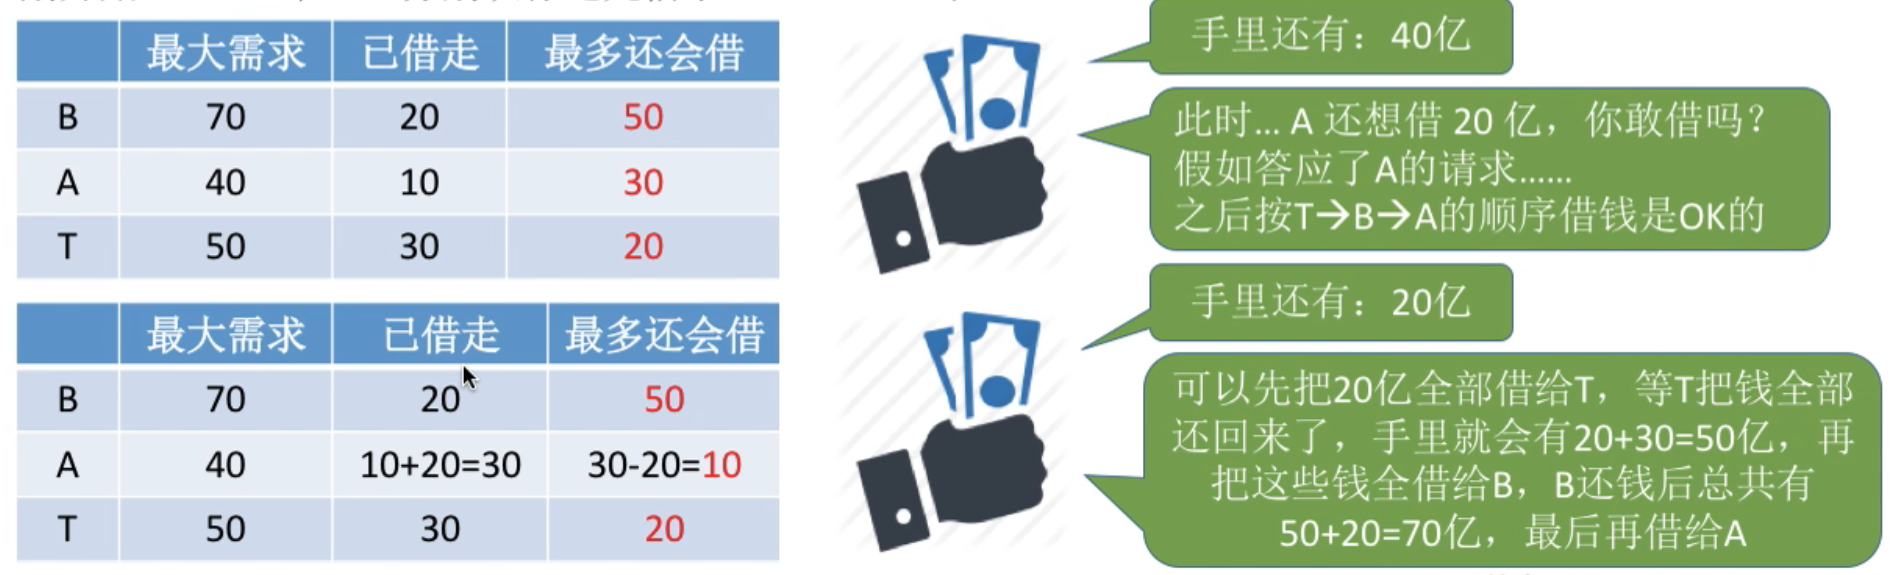 最大需求 已借走 最多还会借
B 70 20 50
A 40 10 30
T 50 30 20
手里还有：40亿
此时... A 还想借 20 亿，你敢借吗？
假如答应了A的请求......
之后按T→B→A的顺序借钱是OK的
最大需求 已借走 最多还会借
B 70 20 50
A 40 10+20=30 30-20=10
T 50 30 20
手里还有：20亿
可以先把20亿全部借给T，等T把钱全部
还回来了，手里就会有20+30=50亿，再
把这些钱全借给B，B还钱后总共有
50+20=70亿，最后再借给A